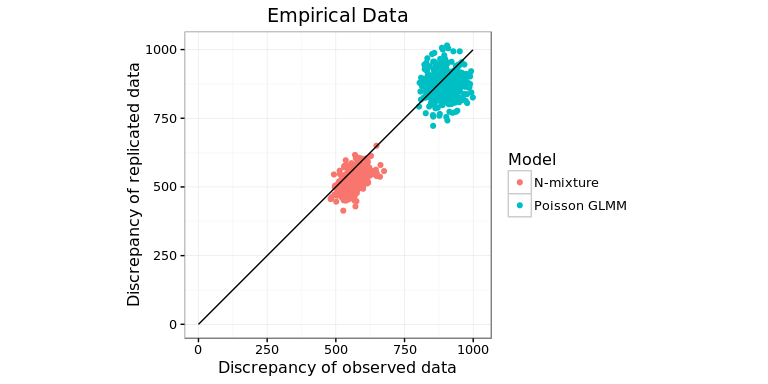 Empirical Data
Discrepancy of replicated data
1000
750
500
250
0
0 250 500 750 1000
Discrepancy of observed data
Model
N-mixture
Poisson GLMM